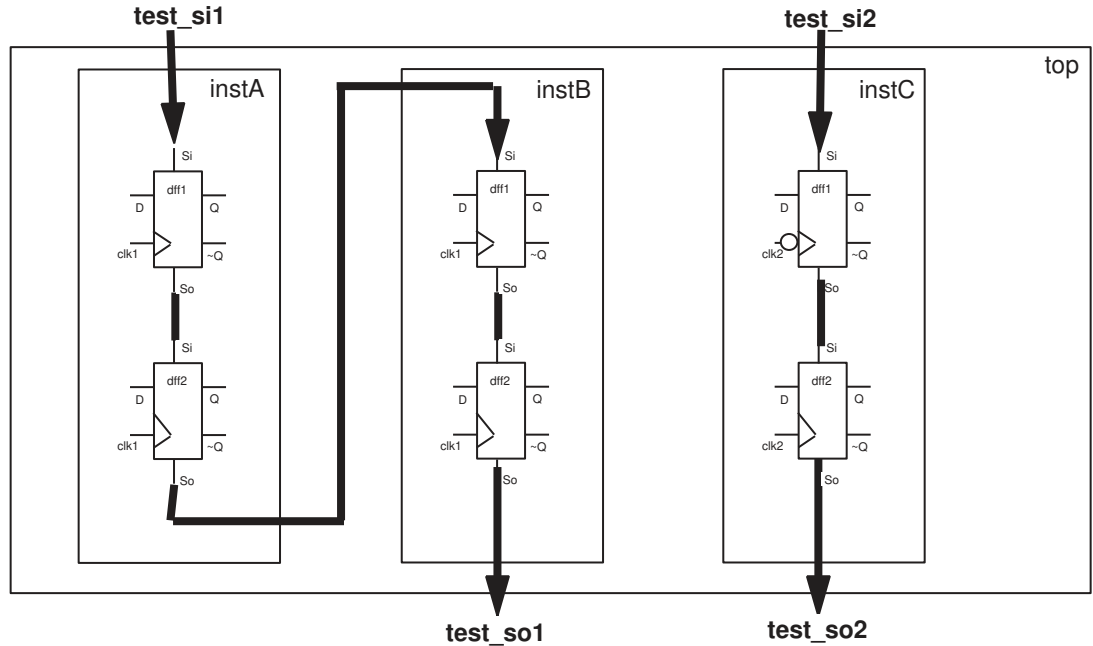 test_si1
test_si2
top
instA
instB
instC
Si
dff1
D
Q
clk1
~Q
So
Si
dff2
D
Q
clk1
~Q
So
Si
dff1
D
Q
clk1
~Q
So
Si
dff2
D
Q
clk1
~Q
So
Si
dff1
D
Q
clk2
~Q
So
Si
dff2
D
Q
clk2
~Q
So
test_so1
test_so2